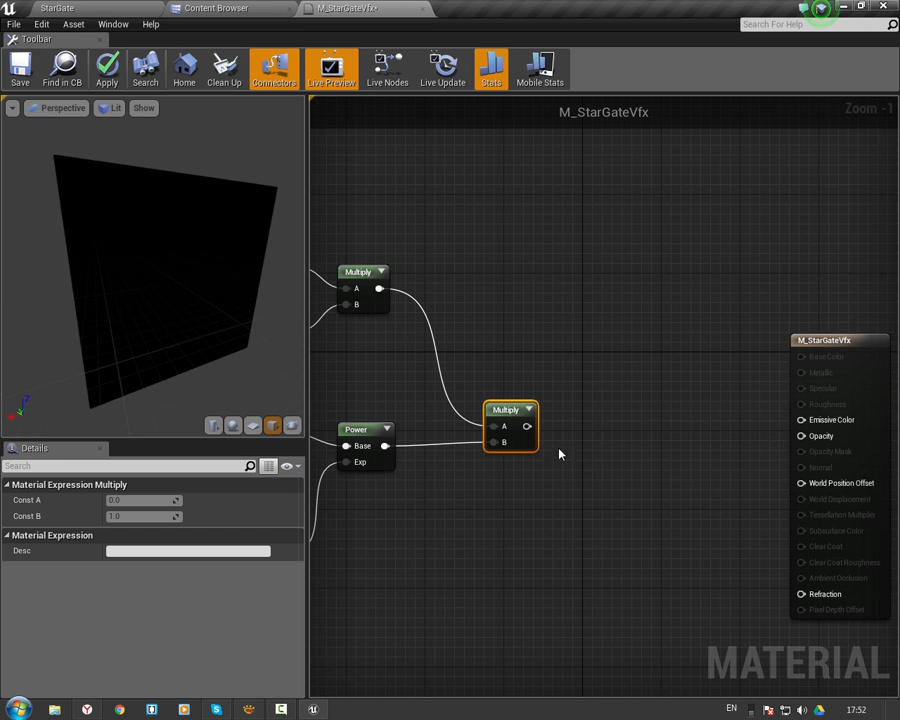 StarGate
Content Browser
M_StarGateVfx*
File Edit Asset Window Help
Search For Help
Toolbar
Save
Find in CB
Apply
Search
Home
Clean Up
Connectors
Live Preview
Live Nodes
Live Update
Stats
Mobile Stats
Perspective
Lit
Show
M_StarGateVfx
Zoom -1
Multiply
A
B
Power
Base
Exp
Multiply
A
B
M_StarGateVfx
Base Color
Metallic
Specular
Roughness
Emissive Color
Opacity
Opacity Mask
Normal
World Position Offset
World Displacement
Tessellation Multiplier
Subsurface Color
Clear Coat
Clear Coat Roughness
Ambient Occlusion
Refraction
Pixel Depth Offset
MATERIAL
Z
Details
Search
Material Expression Multiply
Const A 0.0
Const B 1.0
Material Expression
Desc
EN
17:52